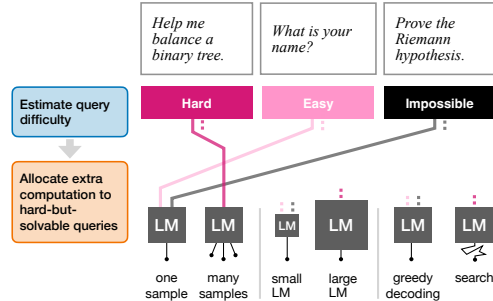 Help me
balance a
binary tree.
What is your
name?
Prove the
Riemann
hypothesis.
Estimate query
difficulty
Hard
Easy
Impossible
Allocate extra
computation to
hard-but-
solvable queries
LM
LM
LM
LM
LM
LM
one
sample
many
samples
small
LM
large
LM
greedy
decoding
search